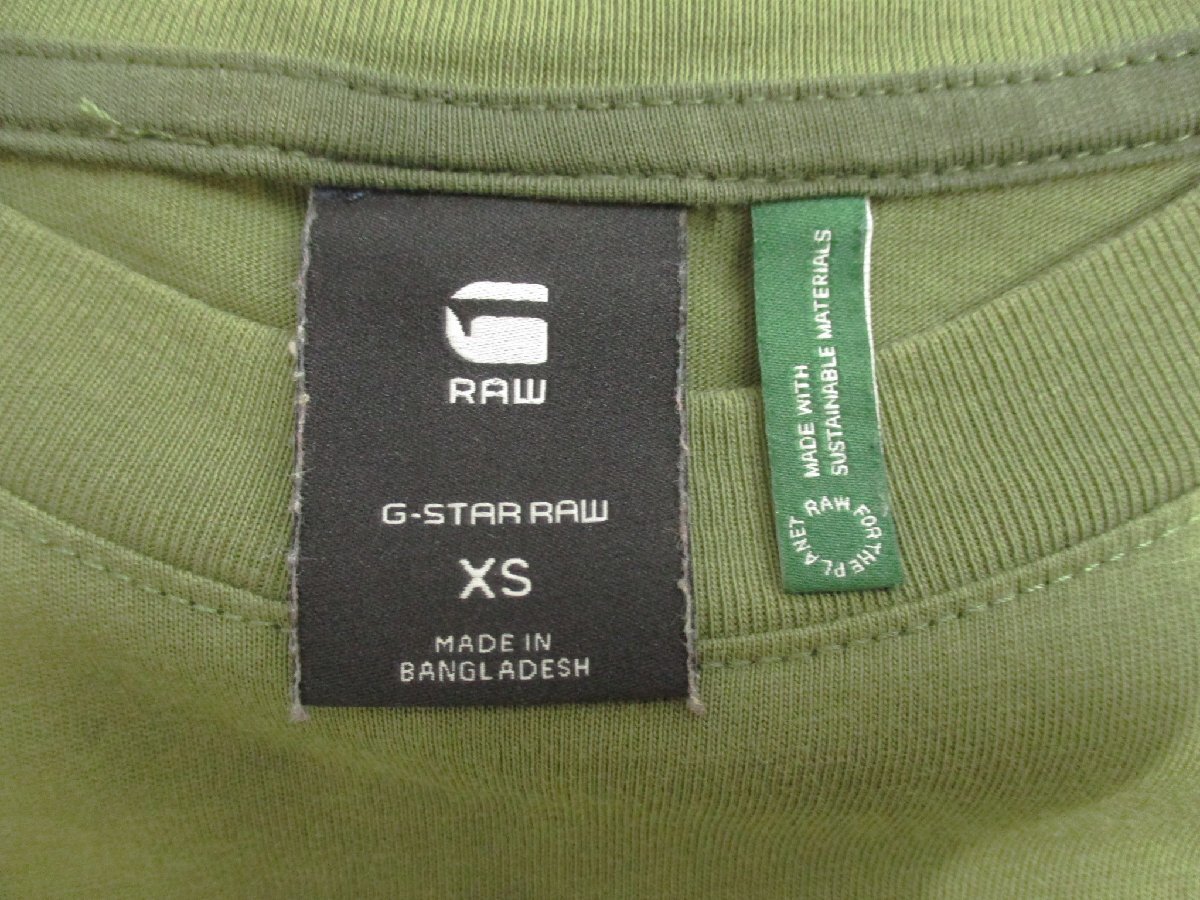 RAW
G-STAR RAW
XS
MADE IN
BANGLADESH
MADE WITH
SUSTAINABLE MATERIALS
RAW FOR THE PLANET